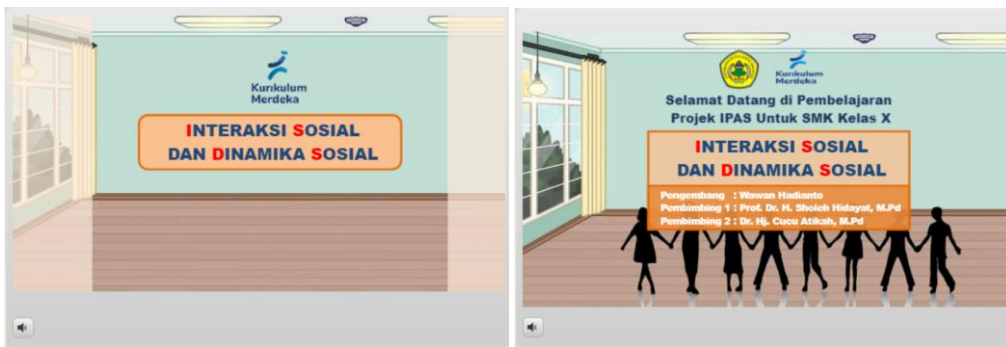 Kurikulum
Merdeka
INTERAKSI SOSIAL
DAN DINAMIKA SOSIAL
Kurikulum
Merdeka
Selamat Datang di Pembelajaran
Projek IPAS Untuk SMK Kelas X
INTERAKSI SOSIAL
DAN DINAMIKA SOSIAL
Pengembang : Wawan Hadianto
Pembimbing 1 : Prof. Dr. H. Sholeh Hidayat, M.Pd
Pembimbing 2 : Dr. Hj. Cucu Atikah, M.Pd